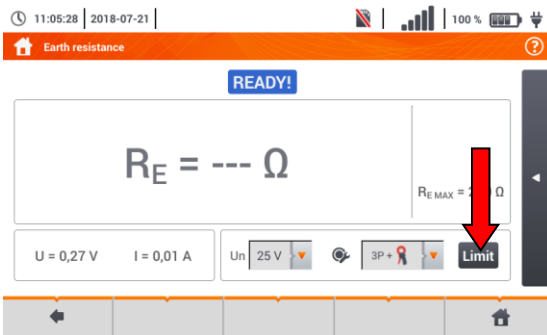 11:05:28 2018-07-21 100 %
Earth resistance ?
READY!
RE = --- Ω
RE MAX = Ω
U = 0,27 V I = 0,01 A Un 25 V 3P + Limit